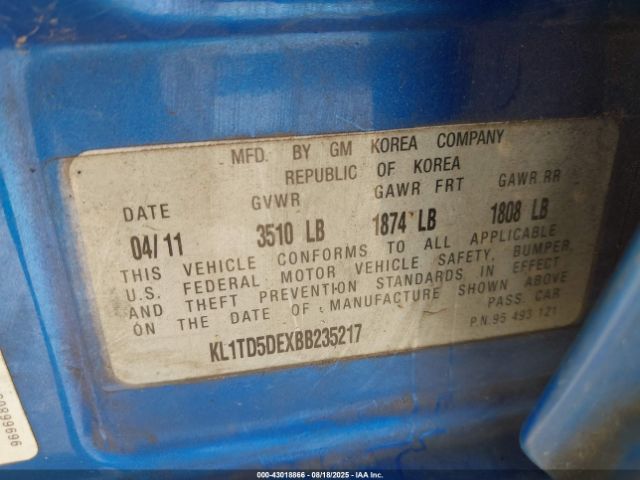 MFD. BY GM KOREA COMPANY
REPUBLIC OF KOREA
DATE GVWR GAWR FRT GAWR RR
04/11 3510 LB 1874 LB 1808 LB
THIS VEHICLE CONFORMS TO ALL APPLICABLE
U.S. FEDERAL MOTOR VEHICLE SAFETY, BUMPER,
AND THEFT PREVENTION STANDARDS IN EFFECT
ON THE DATE OF MANUFACTURE SHOWN ABOVE
PASS. CAR
KL1TD5DEXBB235217 P.N.95 493 121
000-43018866 - 08/18/2025 - IAA Inc.